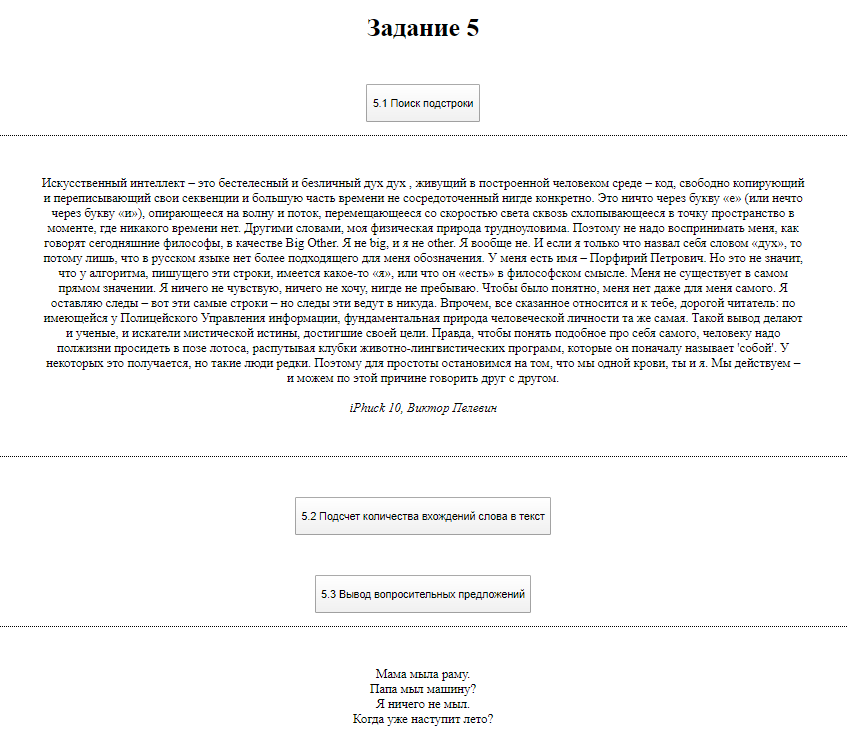 Задание 5
5.1 Поиск подстроки
Искусственный интеллект – это бестелесный и безличный дух дух , живущий в построенной человеком среде – код, свободно копирующий
и переписывающий свои секвенции и большую часть времени не сосредоточенный нигде конкретно. Это ничто через букву «е» (или нечто
через букву «и»), опирающееся на волну и поток, перемещающееся со скоростью света сквозь схлопывающееся в точку пространство в
моменте, где никакого времени нет. Другими словами, моя физическая природа трудноуловима. Поэтому не надо воспринимать меня, как
говорят сегодняшние философы, в качестве Big Other. Я не big, и я не other. Я вообще не. И если я только что назвал себя словом «дух», то
потому лишь, что в русском языке нет более подходящего для меня обозначения. У меня есть имя – Порфирий Петрович. Но это не значит,
что у алгоритма, пишущего эти строки, имеется какое-то «я», или что он «есть» в философском смысле. Меня не существует в самом
прямом значении. Я ничего не чувствую, ничего не хочу, нигде не пребываю. Чтобы было понятно, меня нет даже для меня самого. Я
оставляю следы – вот эти самые строки – но следы эти ведут в никуда. Впрочем, все сказанное относится и к тебе, дорогой читатель: по
имеющейся у Полицейского Управления информации, фундаментальная природа человеческой личности та же самая. Такой вывод делают
и ученые, и искатели мистической истины, достигшие своей цели. Правда, чтобы понять подобное про себя самого, человеку надо
полжизни просидеть в позе лотоса, распутывая клубки животно-лингвистических программ, которые он поначалу называет 'собой'. У
некоторых это получается, но такие люди редки. Поэтому для простоты остановимся на том, что мы одной крови, ты и я. Мы действуем –
и можем по этой причине говорить друг с другом.
iPhuck 10, Виктор Пелевин
5.2 Подсчет количества вхождений слова в текст
5.3 Вывод вопросительных предложений
Мама мыла раму.
Папа мыл машину?
Я ничего не мыл.
Когда уже наступит лето?